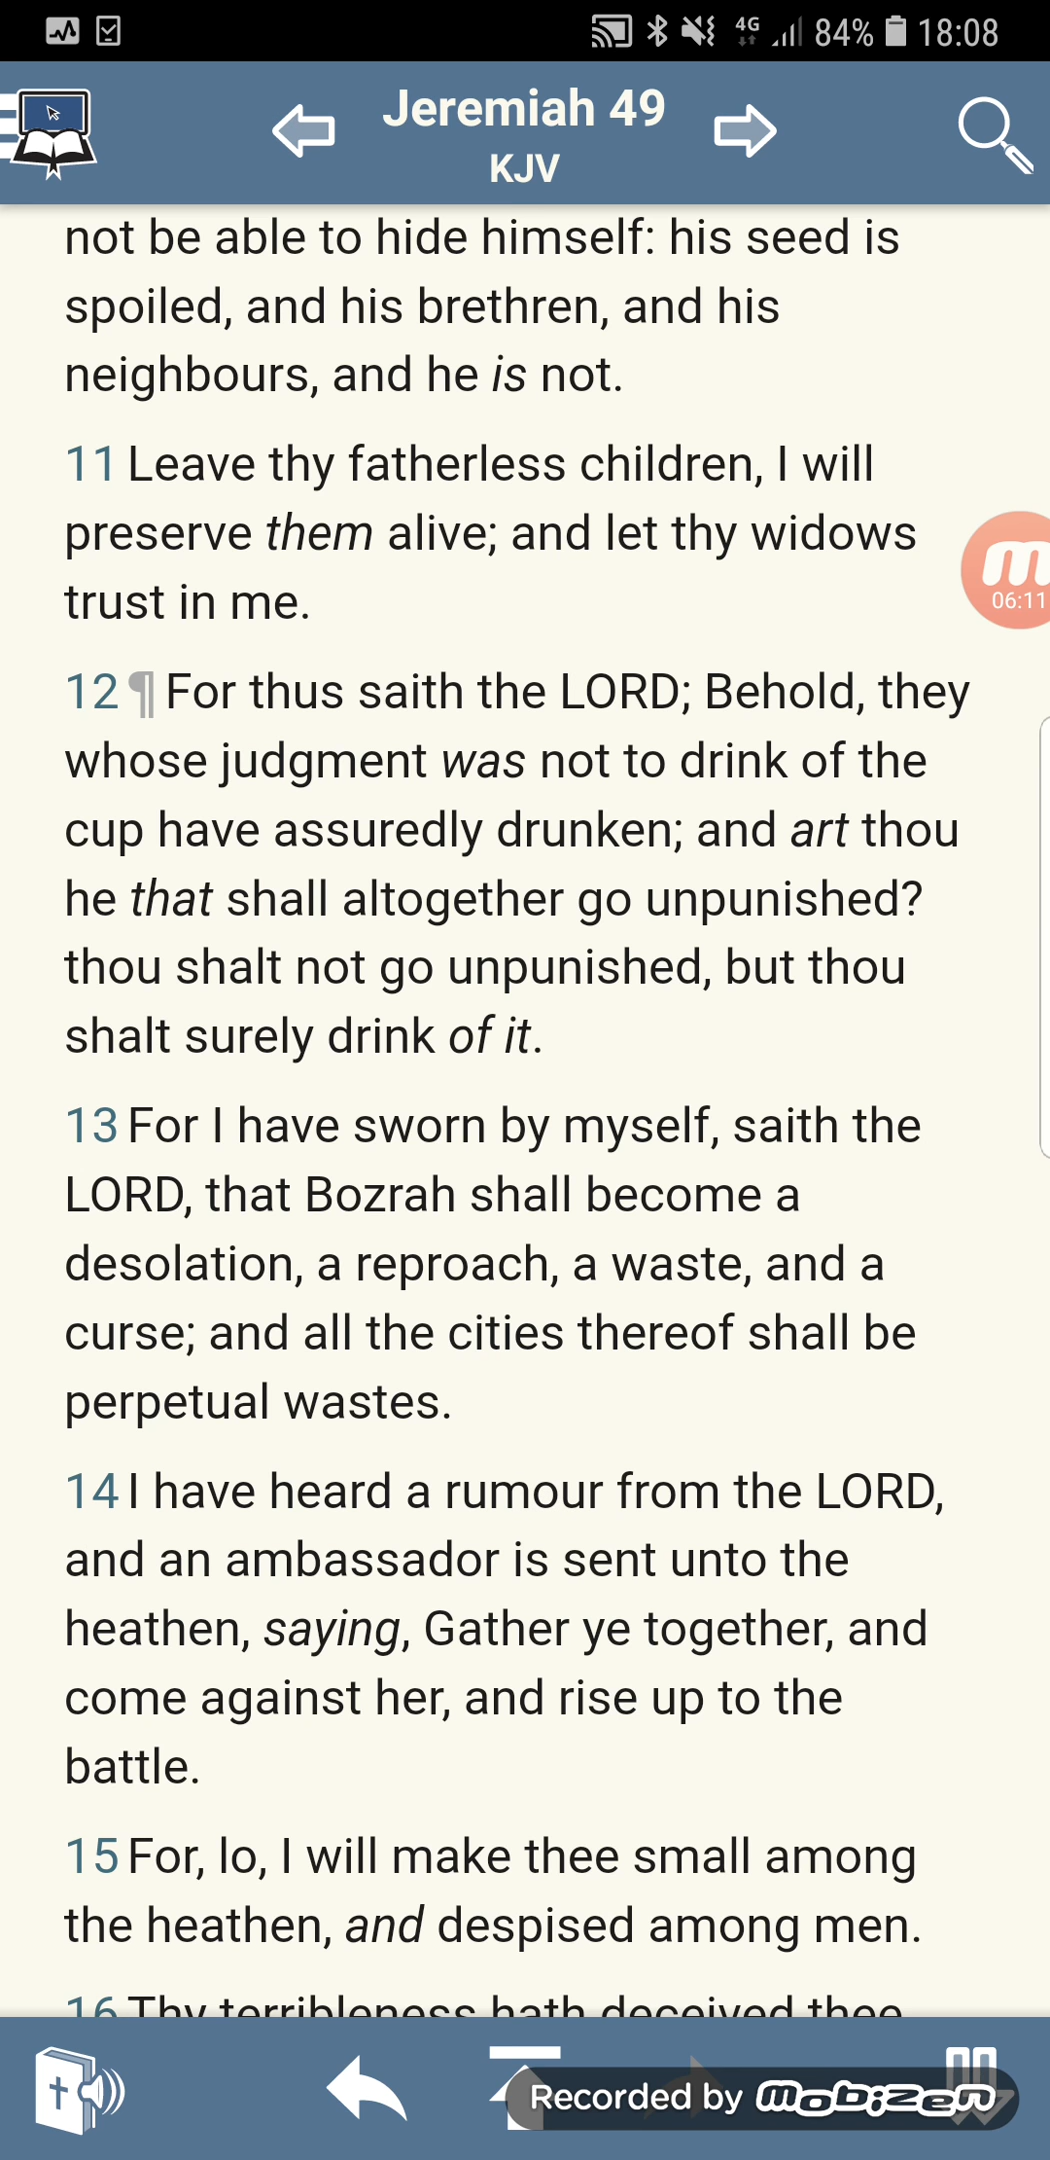 4G 84% 18:08
Jeremiah 49
KJV
not be able to hide himself: his seed is
spoiled, and his brethren, and his
neighbours, and he is not.
11 Leave thy fatherless children, I will
preserve them alive; and let thy widows
trust in me.
m
06:11
12 ¶ For thus saith the LORD; Behold, they
whose judgment was not to drink of the
cup have assuredly drunken; and art thou
he that shall altogether go unpunished?
thou shalt not go unpunished, but thou
shalt surely drink of it.
13 For I have sworn by myself, saith the
LORD, that Bozrah shall become a
desolation, a reproach, a waste, and a
curse; and all the cities thereof shall be
perpetual wastes.
14 I have heard a rumour from the LORD,
and an ambassador is sent unto the
heathen, saying, Gather ye together, and
come against her, and rise up to the
battle.
15 For, lo, I will make thee small among
the heathen, and despised among men.
16 Thy terribleness hath deceived thee
Recorded by mobizen